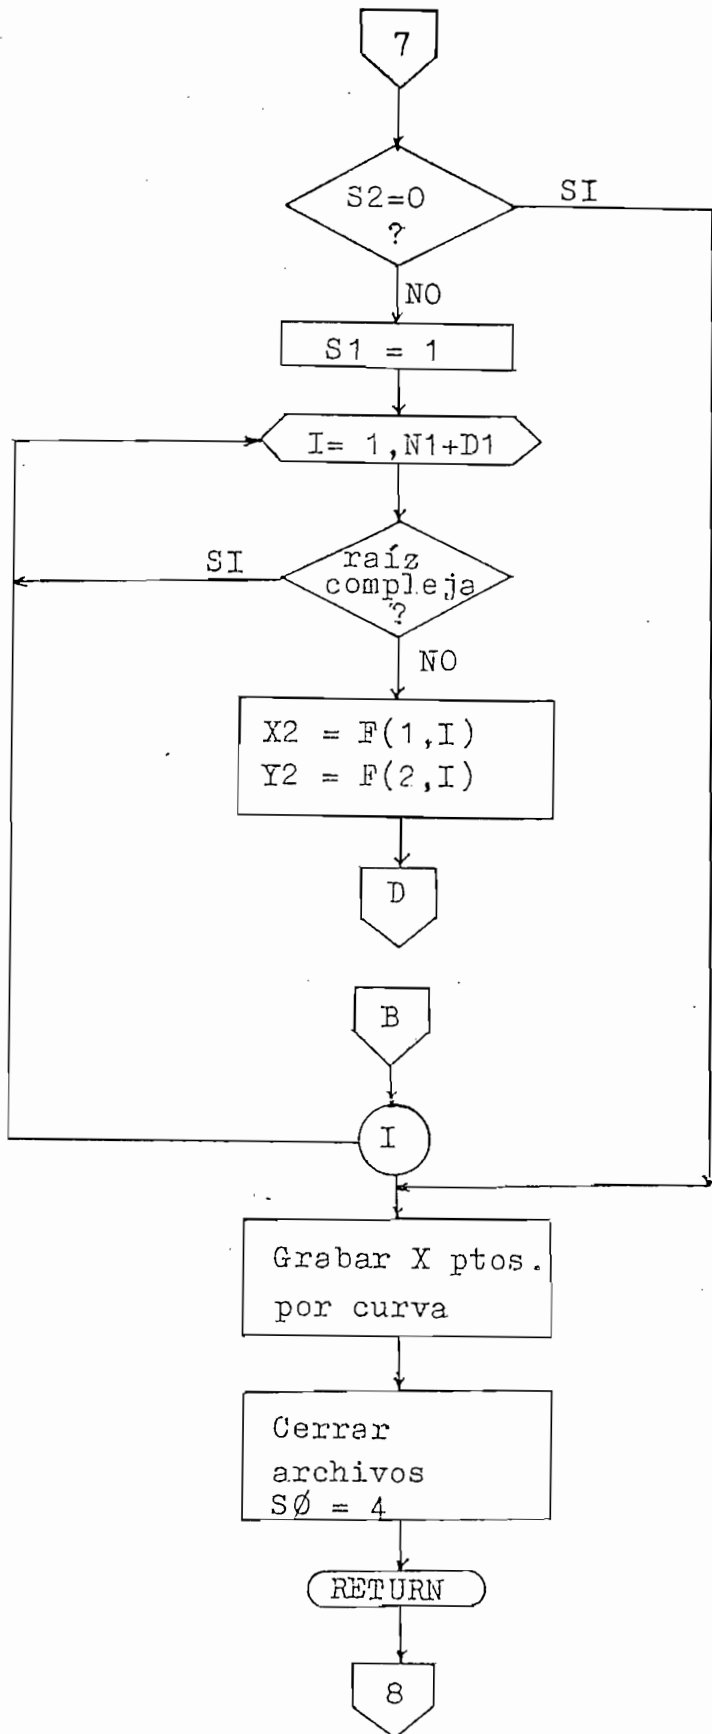 7
S2=0
?
SI
NO
S1 = 1
I= 1,N1+D1
SI
raíz
compleja
?
NO
X2 = F(1,I)
Y2 = F(2,I)
D
B
I
Grabar X ptos.
por curva
Cerrar
archivos
SØ = 4
RETURN
8